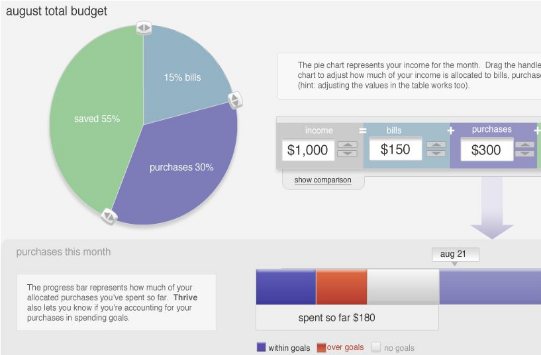 august total budget
15% bills
saved 55%
purchases 30%
The pie chart represents your income for the month. Drag the handle
chart to adjust how much of your income is allocated to bills, purchas
(hint: adjusting the values in the table works too).
income = bills + purchases +
$1,000 $150 $300
show comparison
purchases this month
aug 21
The progress bar represents how much of your
allocated purchases you've spent so far. Thrive
also lets you know if you're accounting for your
purchases in spending goals.
spent so far $180
within goals over goals no goals